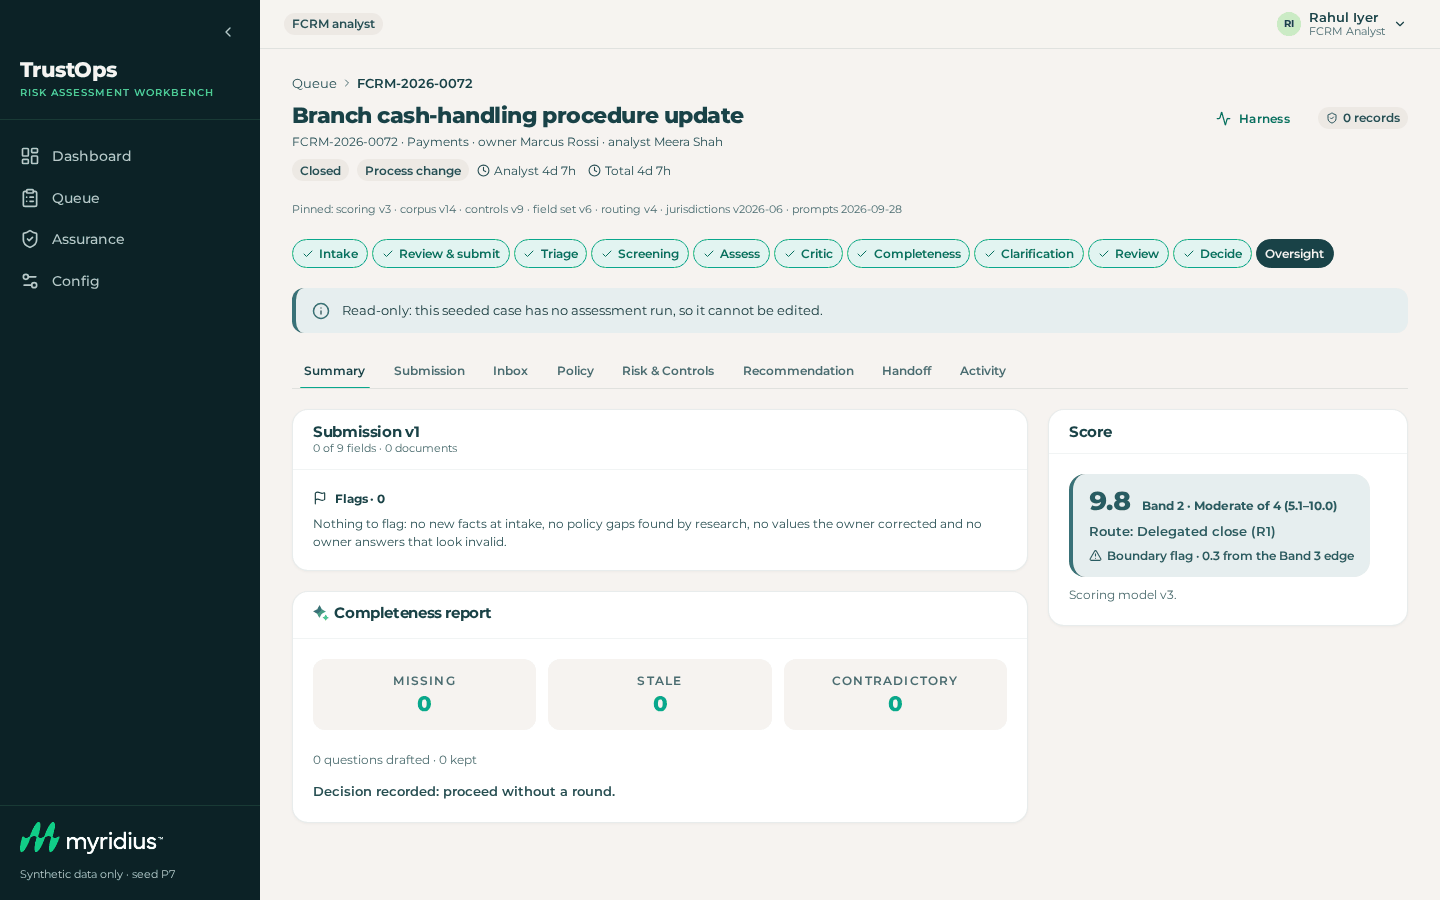 TrustOps
RISK ASSESSMENT WORKBENCH
Dashboard
Queue
Assurance
Config
myridius™
Synthetic data only · seed P7
FCRM analyst
RI
Rahul Iyer
FCRM Analyst
Queue > FCRM-2026-0072
Branch cash-handling procedure update
Harness
0 records
FCRM-2026-0072 · Payments · owner Marcus Rossi · analyst Meera Shah
Closed Process change Analyst 4d 7h Total 4d 7h
Pinned: scoring v3 · corpus v14 · controls v9 · field set v6 · routing v4 · jurisdictions v2026-06 · prompts 2026-09-28
Intake Review & submit Triage Screening Assess Critic Completeness Clarification Review Decide Oversight
Read-only: this seeded case has no assessment run, so it cannot be edited.
Summary Submission Inbox Policy Risk & Controls Recommendation Handoff Activity
Submission v1
0 of 9 fields · 0 documents
Flags · 0
Nothing to flag: no new facts at intake, no policy gaps found by research, no values the owner corrected and no
owner answers that look invalid.
Completeness report
MISSING
0
STALE
0
CONTRADICTORY
0
0 questions drafted · 0 kept
Decision recorded: proceed without a round.
Score
9.8 Band 2 · Moderate of 4 (5.1–10.0)
Route: Delegated close (R1)
Boundary flag · 0.3 from the Band 3 edge
Scoring model v3.